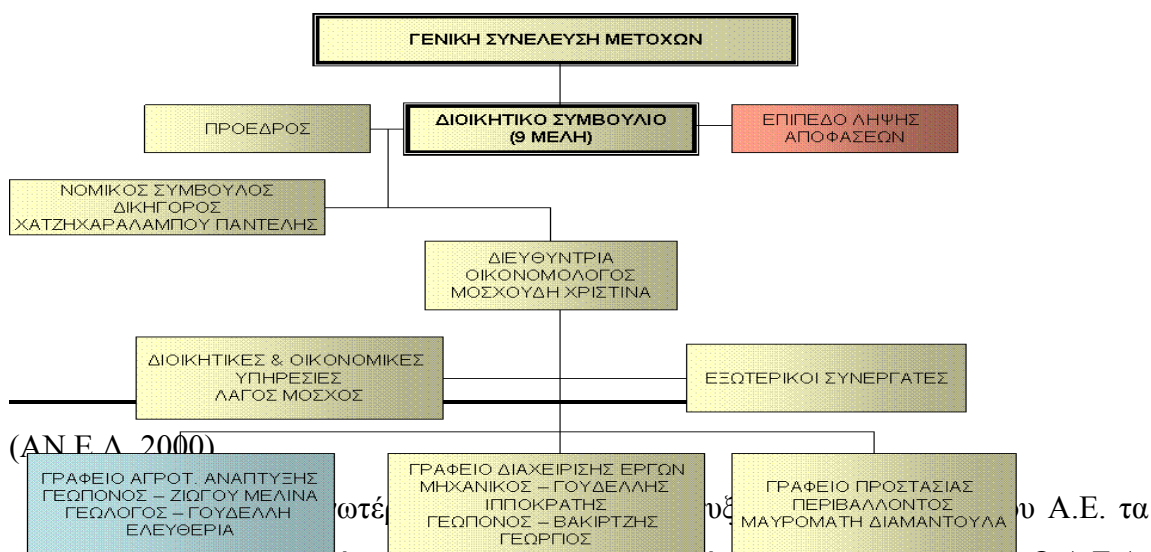 ΓΕΝΙΚΗ ΣΥΝΕΛΕΥΣΗ ΜΕΤΟΧΩΝ
ΠΡΟΕΔΡΟΣ
ΔΙΟΙΚΗΤΙΚΟ ΣΥΜΒΟΥΛΙΟ
(9 ΜΕΛΗ)
ΕΠΙΠΕΔΟ ΛΗΨΗΣ
ΑΠΟΦΑΣΕΩΝ
ΝΟΜΙΚΟΣ ΣΥΜΒΟΥΛΟΣ
ΔΙΚΗΓΟΡΟΣ
ΧΑΤΖΗΧΑΡΑΛΑΜΠΟΥ ΠΑΝΤΕΛΗΣ
ΔΙΕΥΘΥΝΤΡΙΑ
ΟΙΚΟΝΟΜΟΛΟΓΟΣ
ΜΟΣΧΟΥΔΗ ΧΡΙΣΤΙΝΑ
ΔΙΟΙΚΗΤΙΚΕΣ & ΟΙΚΟΝΟΜΙΚΕΣ
ΥΠΗΡΕΣΙΕΣ
ΛΑΓΟΣ ΜΟΣΧΟΣ
ΕΞΩΤΕΡΙΚΟΙ ΣΥΝΕΡΓΑΤΕΣ
(ΑΝ.Ε.Δ. 2000)
ΓΡΑΦΕΙΟ ΑΓΡΟΤ. ΑΝΑΠΤΥΞΗΣ
ΓΕΩΠΟΝΟΣ – ΖΙΩΓΟΥ ΜΕΛΙΝΑ
ΓΕΩΛΟΓΟΣ – ΓΟΥΔΕΛΛΗ
ΕΛΕΥΘΕΡΙΑ
ΓΡΑΦΕΙΟ ΔΙΑΧΕΙΡΙΣΗΣ ΕΡΓΩΝ
ΜΗΧΑΝΙΚΟΣ – ΓΟΥΔΕΛΛΗΣ
ΙΠΠΟΚΡΑΤΗΣ
ΓΕΩΠΟΝΟΣ – ΒΑΚΙΡΤΖΗΣ
ΓΕΩΡΓΙΟΣ
ΓΡΑΦΕΙΟ ΠΡΟΣΤΑΣΙΑΣ
ΠΕΡΙΒΑΛΛΟΝΤΟΣ
ΜΑΥΡΟΜΑΤΗ ΔΙΑΜΑΝΤΟΥΛΑ
Α.Ε. τα